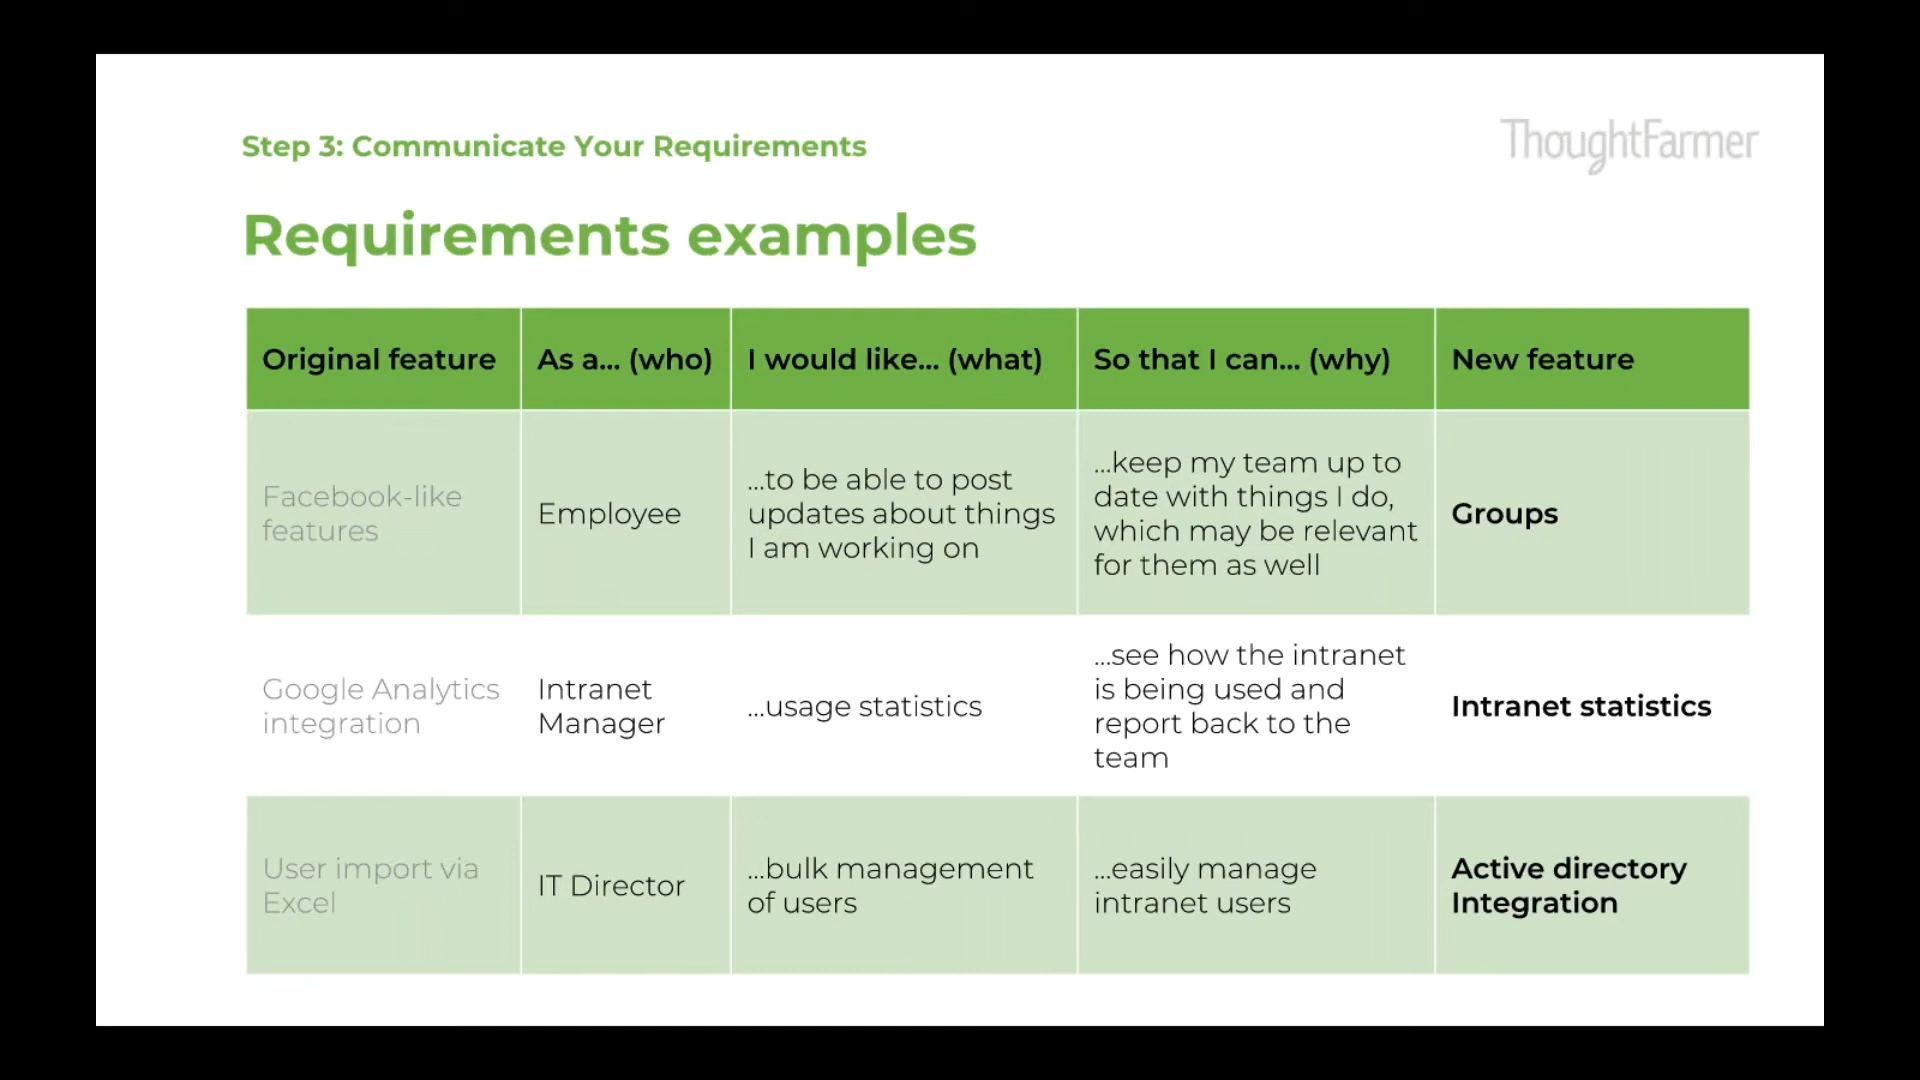 Step 3: Communicate Your Requirements
ThoughtFarmer
Requirements examples
Original feature
As a... (who)
I would like... (what)
So that I can... (why)
New feature
Facebook-like
features
Employee
...to be able to post
updates about things
I am working on
...keep my team up to
date with things I do,
which may be relevant
for them as well
Groups
Google Analytics
integration
Intranet
Manager
...usage statistics
...see how the intranet
is being used and
report back to the
team
Intranet statistics
User import via
Excel
IT Director
...bulk management
of users
...easily manage
intranet users
Active directory
Integration